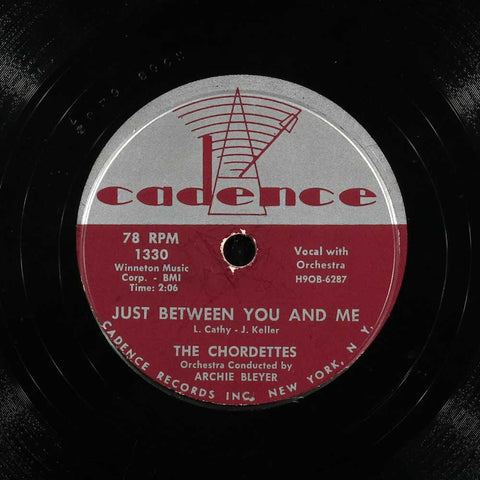 cadence
78 RPM
1330
Winneton Music
Corp. - BMI
Time: 2:06
Vocal with
Orchestra
H9OB-6287
JUST BETWEEN YOU AND ME
L. Cathy - J. Keller
THE CHORDETTES
Orchestra Conducted by
ARCHIE BLEYER
CADENCE RECORDS INC, NEW YORK, N. Y.